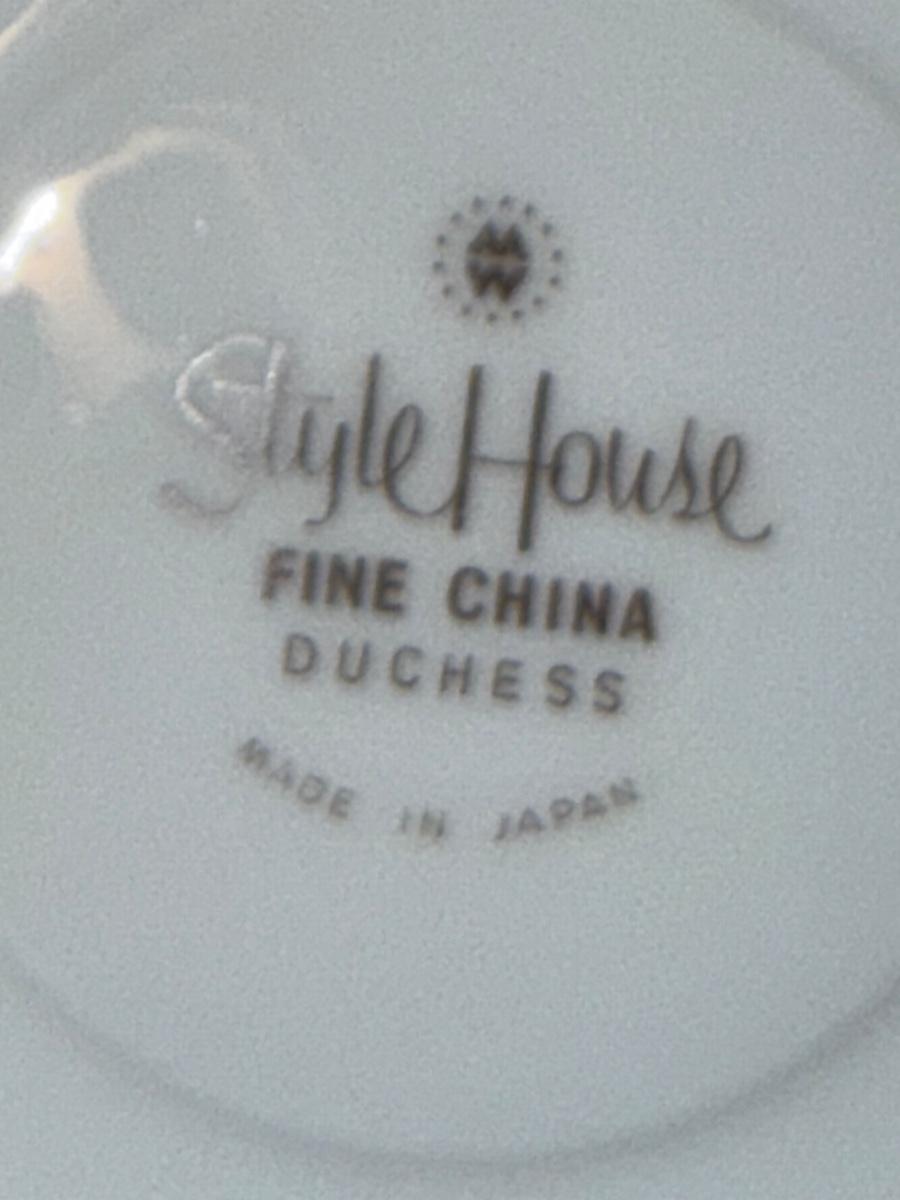 M
W
Style House
FINE CHINA
DUCHESS
MADE IN JAPAN